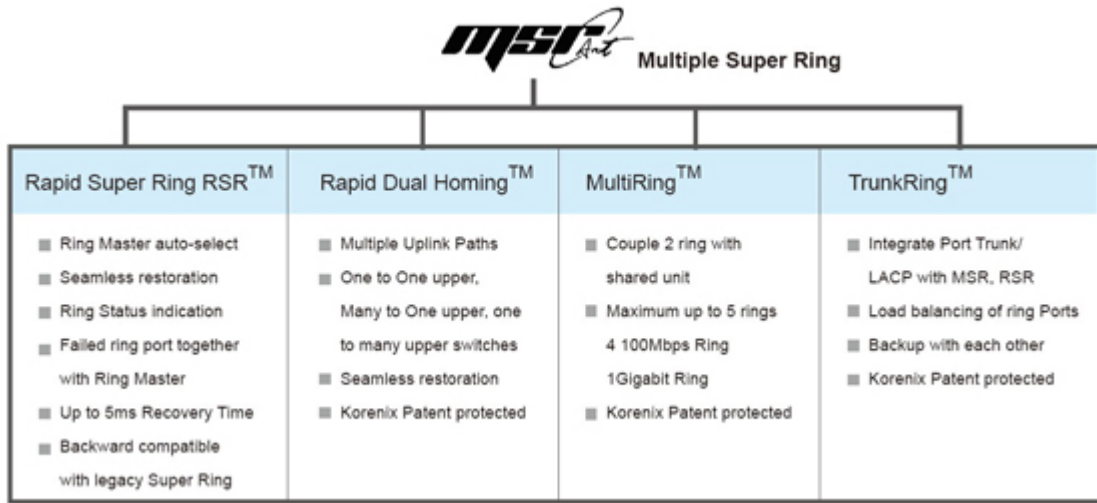 msr Ant Multiple Super Ring
Rapid Super Ring RSR™
Ring Master auto-select
Seamless restoration
Ring Status indication
Failed ring port together
with Ring Master
Up to 5ms Recovery Time
Backward compatible
with legacy Super Ring
Rapid Dual Homing™
Multiple Uplink Paths
One to One upper,
Many to One upper, one
to many upper switches
Seamless restoration
Korenix Patent protected
MultiRing™
Couple 2 ring with
shared unit
Maximum up to 5 rings
4 100Mbps Ring
1Gigabit Ring
Korenix Patent protected
TrunkRing™
Integrate Port Trunk/
LACP with MSR, RSR
Load balancing of ring Ports
Backup with each other
Korenix Patent protected